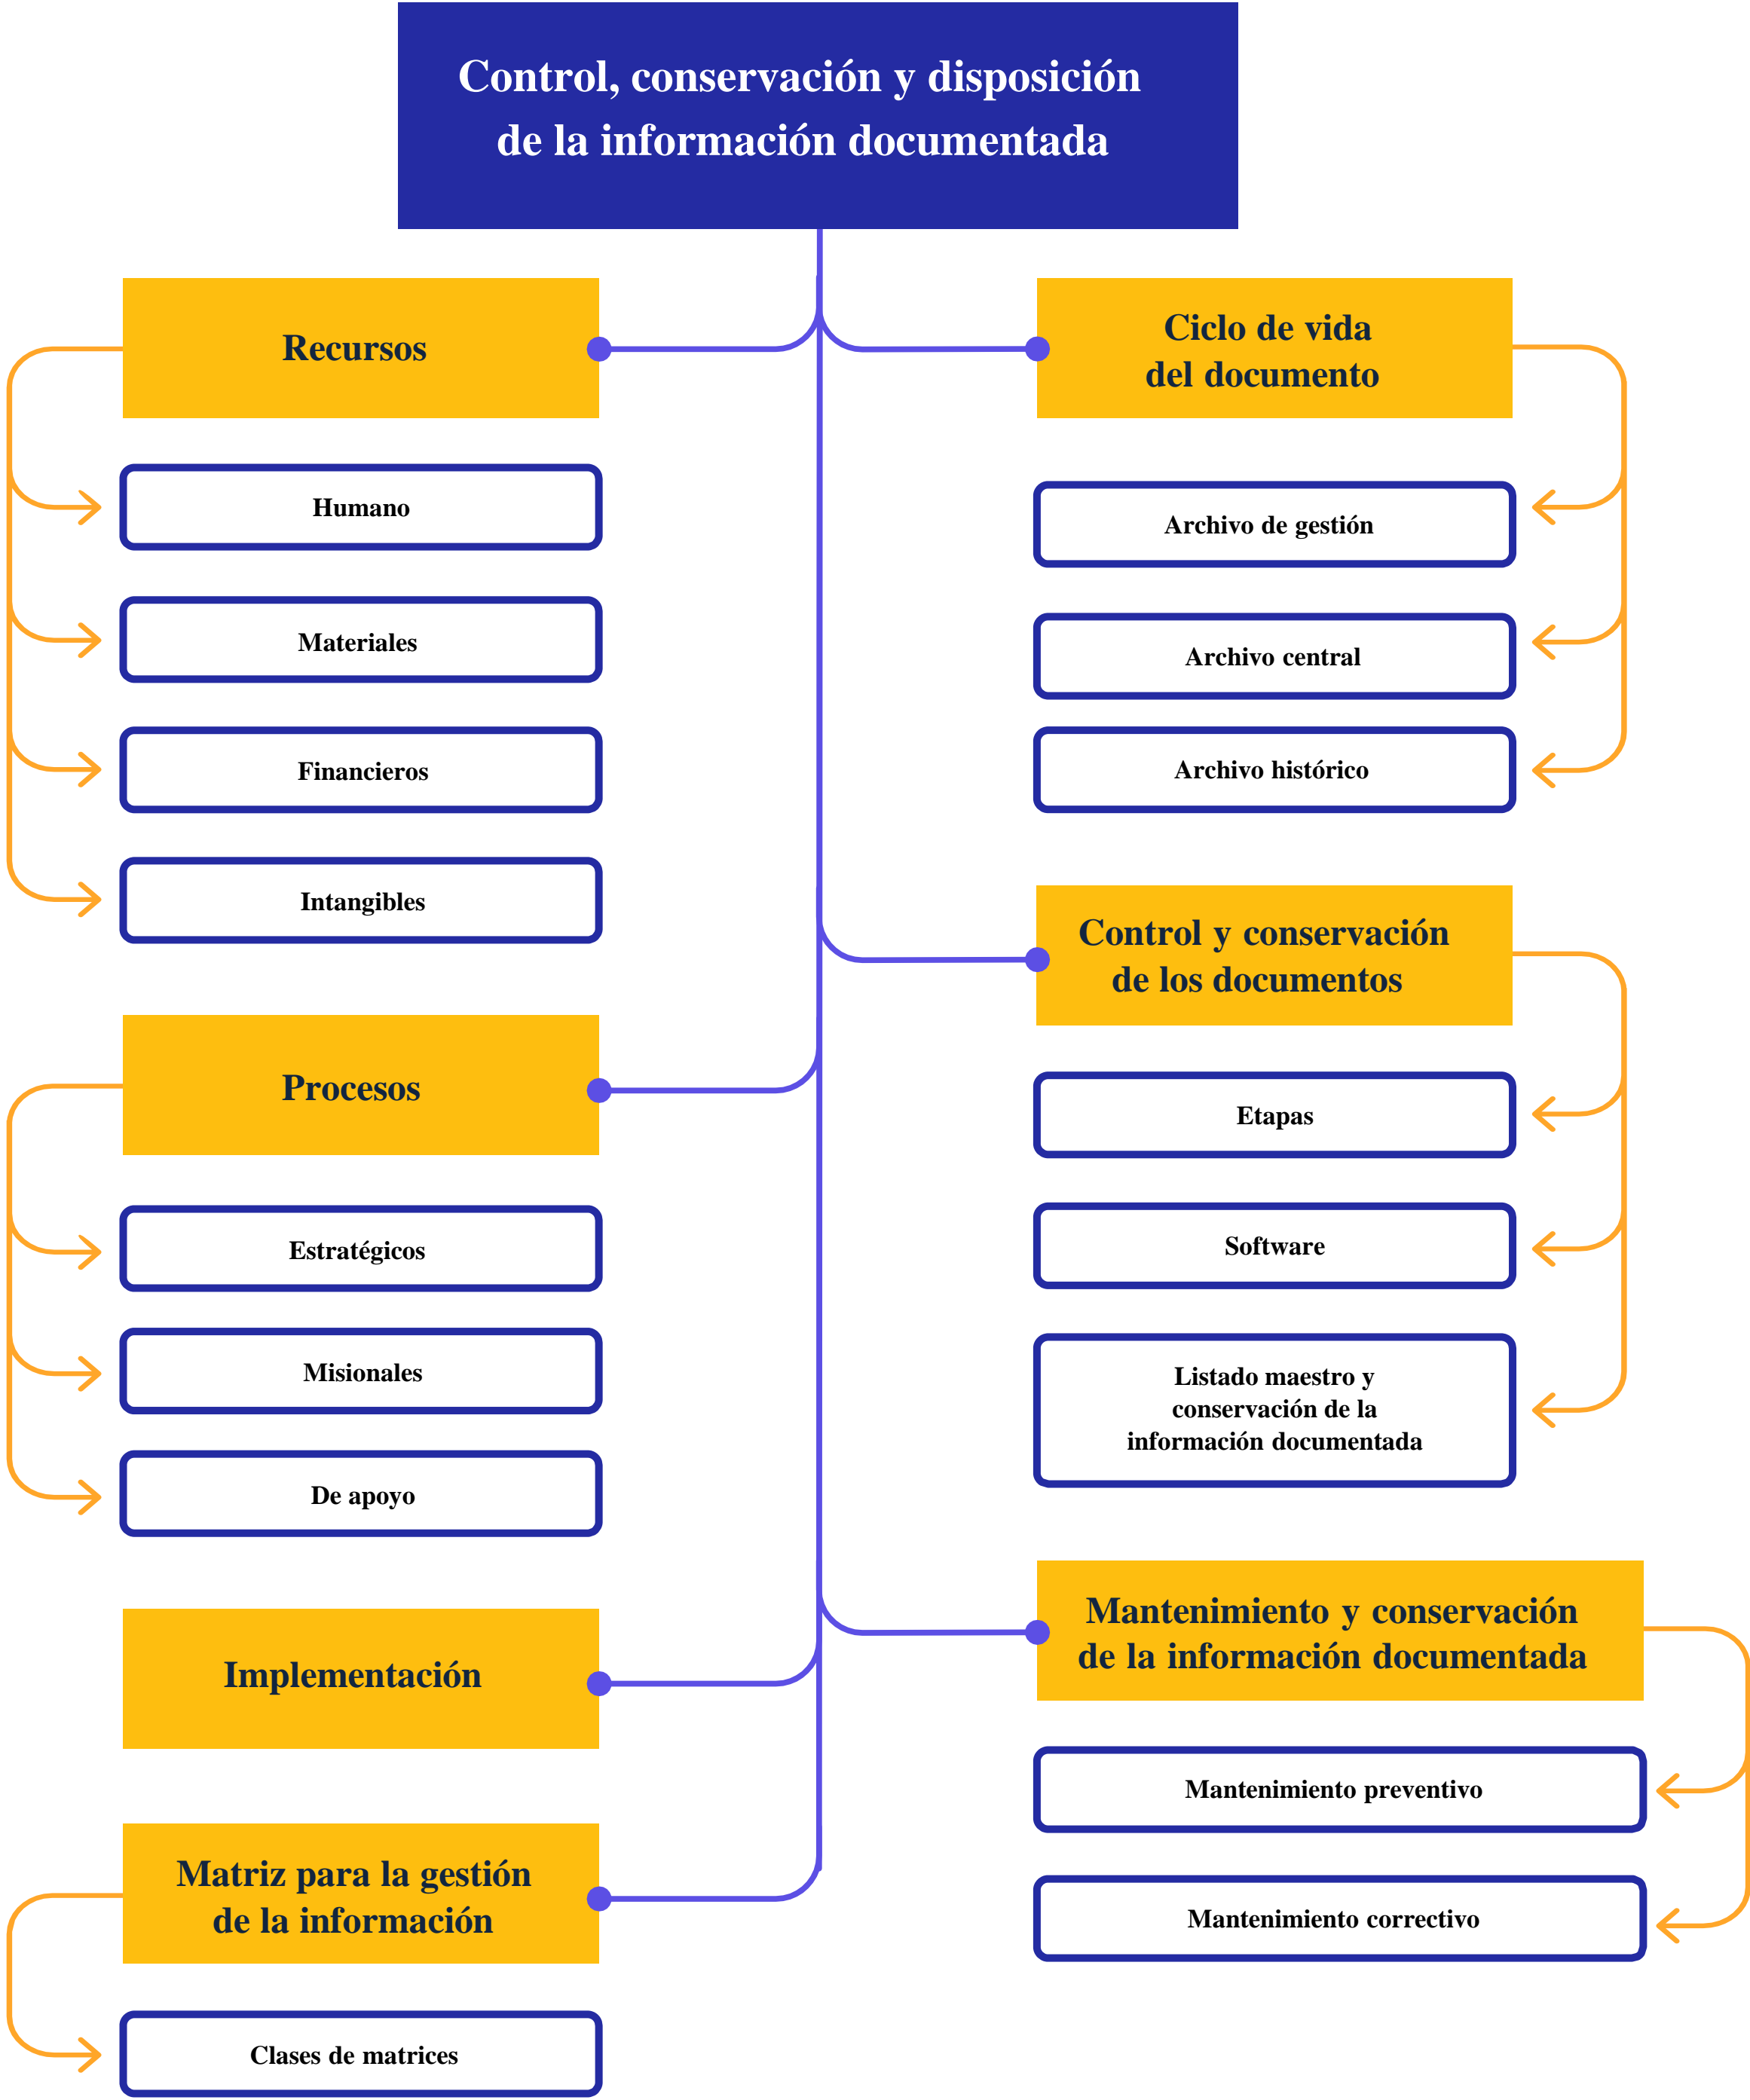 Control, conservación y disposición
de la información documentada
Recursos
Humano
Materiales
Financieros
Intangibles
Procesos
Estratégicos
Misionales
De apoyo
Implementación
Matriz para la gestión
de la información
Clases de matrices
Ciclo de vida
del documento
Archivo de gestión
Archivo central
Archivo histórico
Control y conservación
de los documentos
Etapas
Software
Listado maestro y
conservación de la
información documentada
Mantenimiento y conservación
de la información documentada
Mantenimiento preventivo
Mantenimiento correctivo